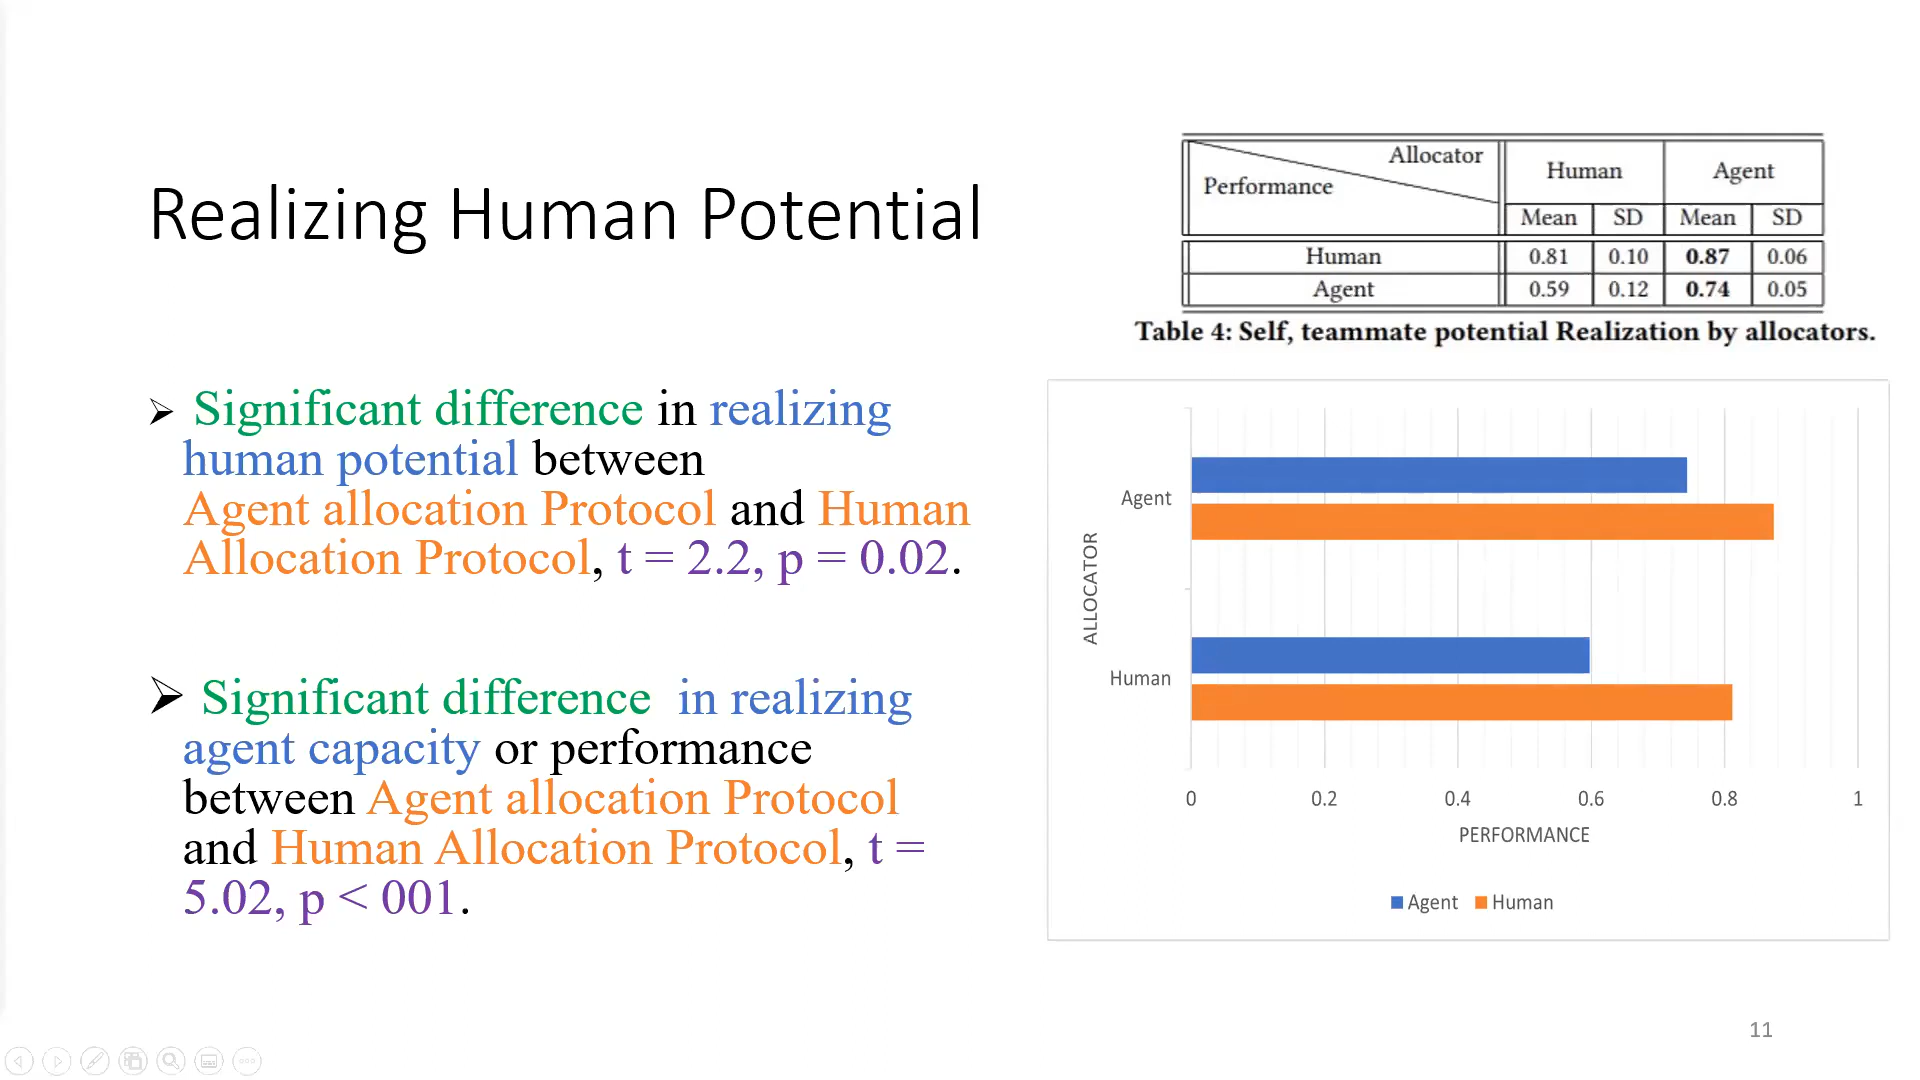 Realizing Human Potential
➢ Significant difference in realizing
human potential between
Agent allocation Protocol and Human
Allocation Protocol, t = 2.2, p = 0.02.
➢ Significant difference in realizing
agent capacity or performance
between Agent allocation Protocol
and Human Allocation Protocol, t =
5.02, p < 001.
Allocator Human Agent
Performance
Mean SD Mean SD
Human 0.81 0.10 0.87 0.06
Agent 0.59 0.12 0.74 0.05
Table 4: Self, teammate potential Realization by allocators.
ALLOCATOR
Agent
Human
0 0.2 0.4 0.6 0.8 1
PERFORMANCE
Agent Human
11